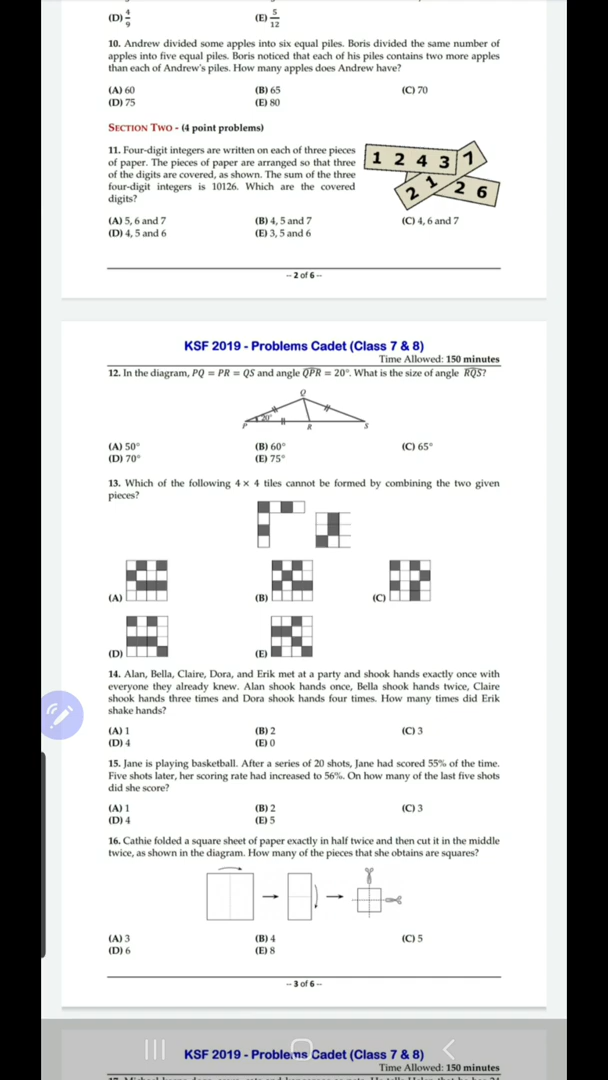 (D) 4/9 (E) 5/12
10. Andrew divided some apples into six equal piles. Boris divided the same number of
apples into five equal piles. Boris noticed that each of his piles contains two more apples
than each of Andrew's piles. How many apples does Andrew have?
(A) 60 (B) 65 (C) 70
(D) 75 (E) 80
SECTION TWO - (4 point problems)
11. Four-digit integers are written on each of three pieces
of paper. The pieces of paper are arranged so that three
of the digits are covered, as shown. The sum of the three
four-digit integers is 10126. Which are the covered
digits?
1 2 4 3 7
2 1 2 6
(A) 5, 6 and 7 (B) 4, 5 and 7 (C) 4, 6 and 7
(D) 4, 5 and 6 (E) 3, 5 and 6
-- 2 of 6 --
KSF 2019 - Problems Cadet (Class 7 & 8)
Time Allowed: 150 minutes
12. In the diagram, PQ = PR = QS and angle QPR = 20°. What is the size of angle RQS?
Q
20°
P R S
(A) 50° (B) 60° (C) 65°
(D) 70° (E) 75°
13. Which of the following 4 × 4 tiles cannot be formed by combining the two given
pieces?
(A) (B) (C)
(D) (E)
14. Alan, Bella, Claire, Dora, and Erik met at a party and shook hands exactly once with
everyone they already knew. Alan shook hands once, Bella shook hands twice, Claire
shook hands three times and Dora shook hands four times. How many times did Erik
shake hands?
(A) 1 (B) 2 (C) 3
(D) 4 (E) 0
15. Jane is playing basketball. After a series of 20 shots, Jane had scored 55% of the time.
Five shots later, her scoring rate had increased to 56%. On how many of the last five shots
did she score?
(A) 1 (B) 2 (C) 3
(D) 4 (E) 5
16. Cathie folded a square sheet of paper exactly in half twice and then cut it in the middle
twice, as shown in the diagram. How many of the pieces that she obtains are squares?
(A) 3 (B) 4 (C) 5
(D) 6 (E) 8
-- 3 of 6 --
KSF 2019 - Problems Cadet (Class 7 & 8)
Time Allowed: 150 minutes